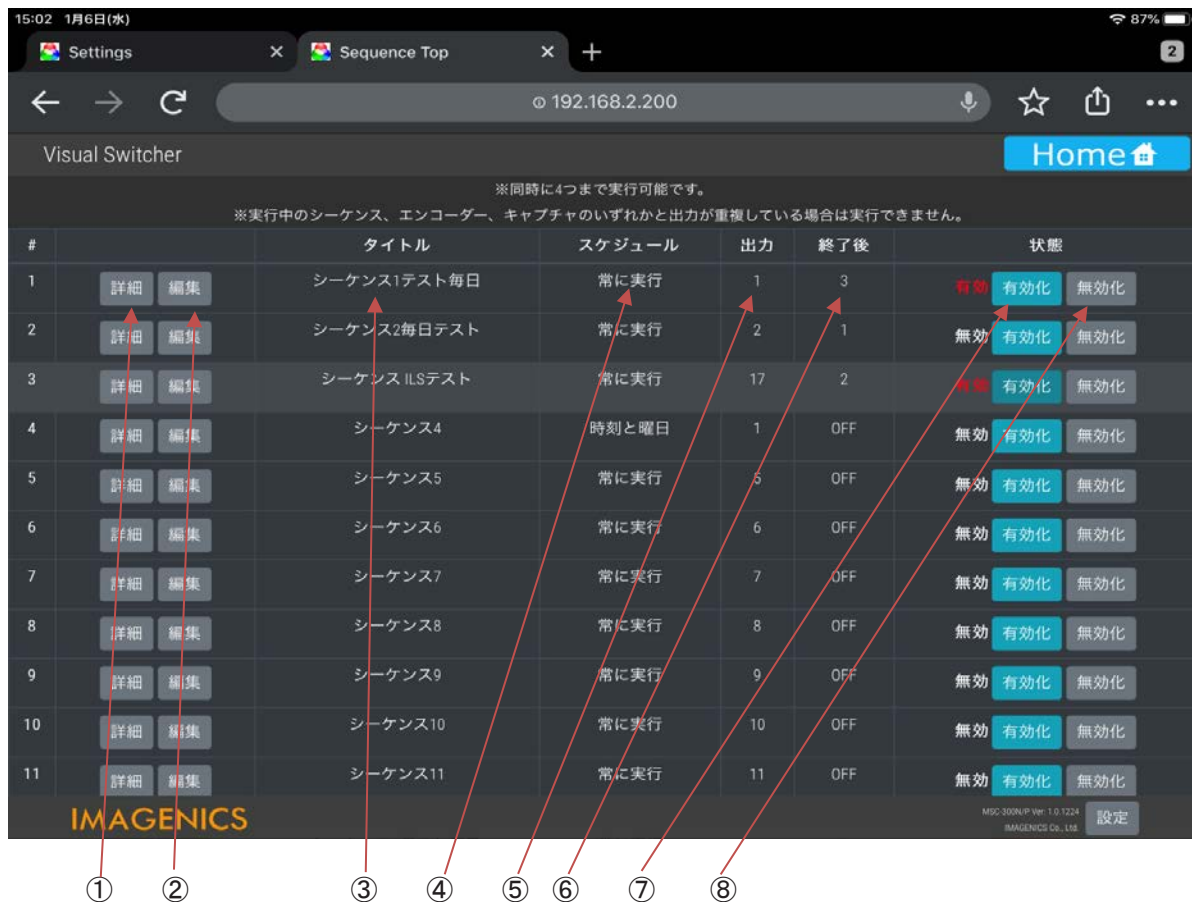 15:02 1月6日(水) 87%
Settings × Sequence Top × + 2
192.168.2.200
Visual Switcher Home
※同時に4つまで実行可能です。
※実行中のシーケンス、エンコーダー、キャプチャのいずれかと出力が重複している場合は実行できません。
# タイトル スケジュール 出力 終了後 状態
1 詳細 編集 シーケンス1テスト毎日 常に実行 1 3 有効 有効化 無効化
2 詳細 編集 シーケンス2毎日テスト 常に実行 2 1 無効 有効化 無効化
3 詳細 編集 シーケンス ILSテスト 常に実行 17 2 有効 有効化 無効化
4 詳細 編集 シーケンス4 時刻と曜日 1 OFF 無効 有効化 無効化
5 詳細 編集 シーケンス5 常に実行 5 OFF 無効 有効化 無効化
6 詳細 編集 シーケンス6 常に実行 6 OFF 無効 有効化 無効化
7 詳細 編集 シーケンス7 常に実行 7 OFF 無効 有効化 無効化
8 詳細 編集 シーケンス8 常に実行 8 OFF 無効 有効化 無効化
9 詳細 編集 シーケンス9 常に実行 9 OFF 無効 有効化 無効化
10 詳細 編集 シーケンス10 常に実行 10 OFF 無効 有効化 無効化
11 詳細 編集 シーケンス11 常に実行 11 OFF 無効 有効化 無効化
IMAGENICS MSC-300N/P Ver: 1.0.1224 設定
IMAGENICS Co., Ltd.
① ② ③ ④ ⑤ ⑥ ⑦ ⑧